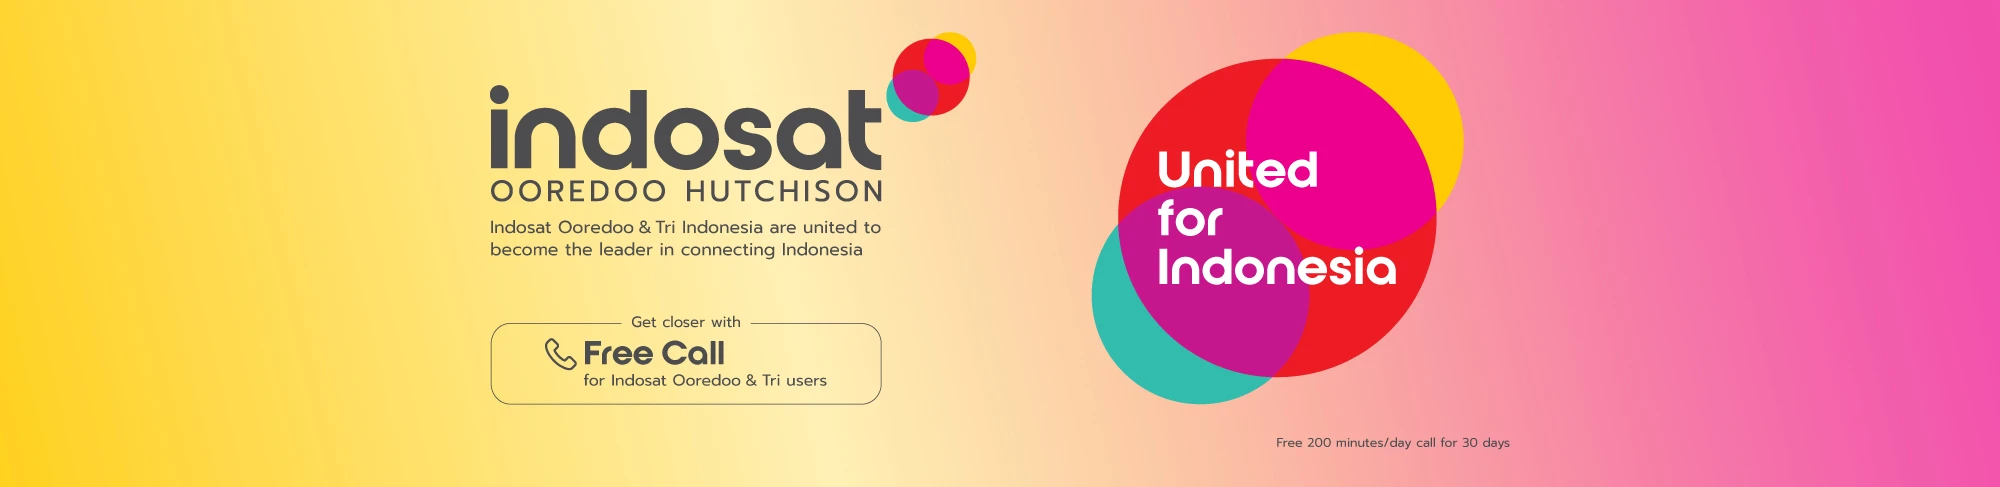 indosat
OOREDOO HUTCHISON
Indosat Ooredoo & Tri Indonesia are united to
become the leader in connecting Indonesia
Get closer with
Free Call
for Indosat Ooredoo & Tri users
United
for
Indonesia
Free 200 minutes/day call for 30 days